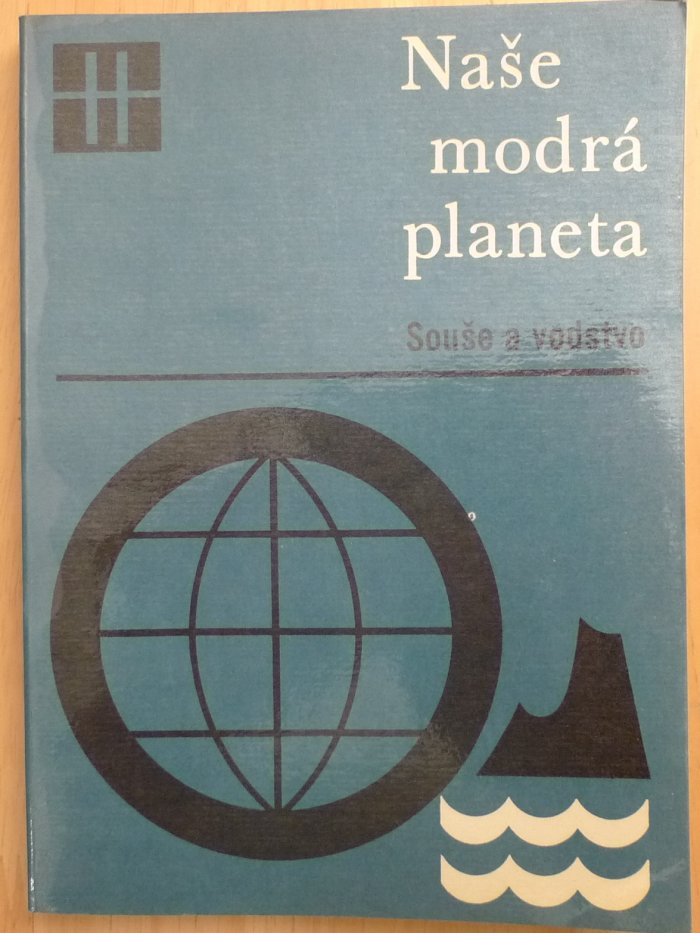 Naše
modrá
planeta
Souše a vodstvo